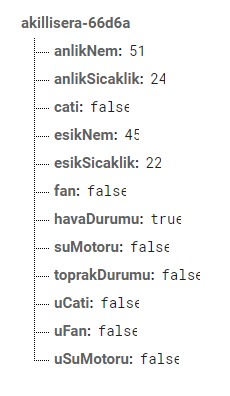 akillisera-66d6a
anlikNem: 51
anlikSicaklik: 24
cati: false
esikNem: 45
esikSicaklik: 22
fan: false
havaDurumu: true
suMotoru: false
toprakDurumu: false
uCati: false
uFan: false
uSuMotoru: false